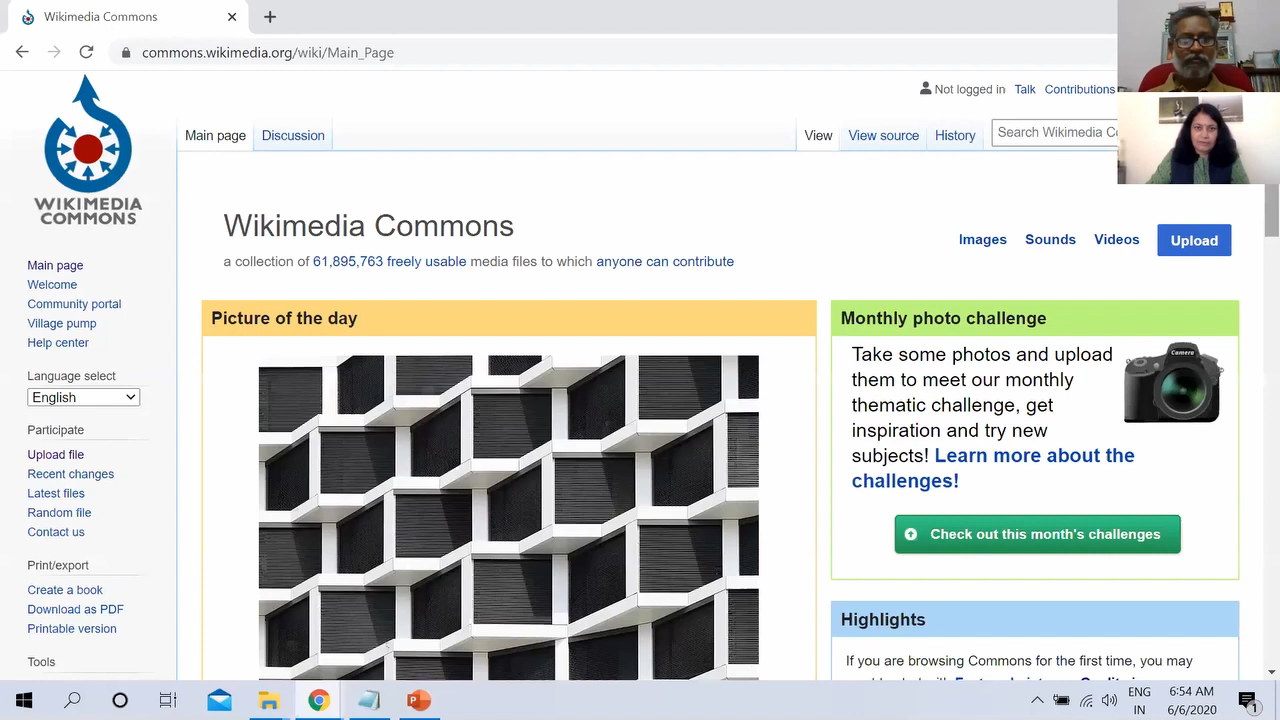 Wikimedia Commons
commons.wikimedia.org/wiki/Main_Page
Not logged in Talk Contributions
Main page Discussion View View source History Search Wikimedia
WIKIMEDIA
COMMONS
Wikimedia Commons
a collection of 61,895,763 freely usable media files to which anyone can contribute
Images Sounds Videos Upload
Main page
Welcome
Community portal
Village pump
Help center
Language select
English
Participate
Upload file
Recent changes
Latest files
Random file
Contact us
Print/export
Create a book
Download as PDF
Printable version
Tools
Picture of the day
Monthly photo challenge
Take some photos and upload
them to meet our monthly
thematic challenge, get
inspiration and try new
subjects! Learn more about the
challenges!
Camera
Check out this month's challenges
Highlights
you are browsing Commons for the first time you may
ENG
IN
6:54 AM
6/6/2020
1